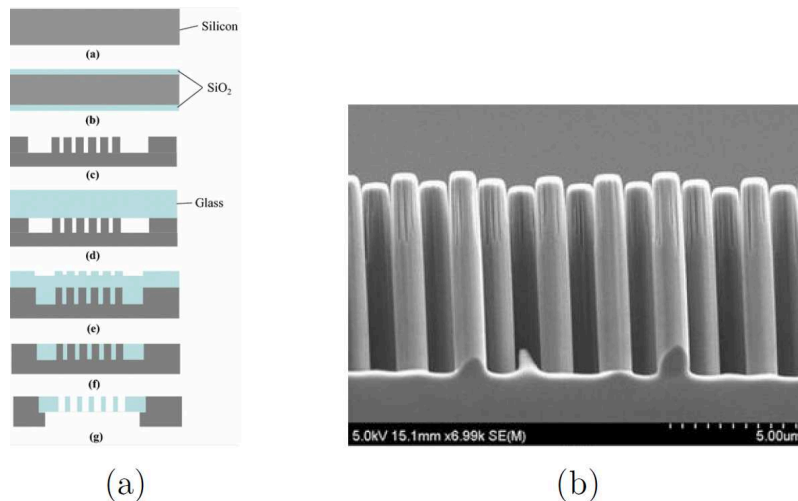 Silicon
(a)
SiO₂
(b)
(c)
Glass
(d)
(e)
(f)
(g)
5.0kV 15.1mm x6.99k SE(M)
5.00um
(a)
(b)